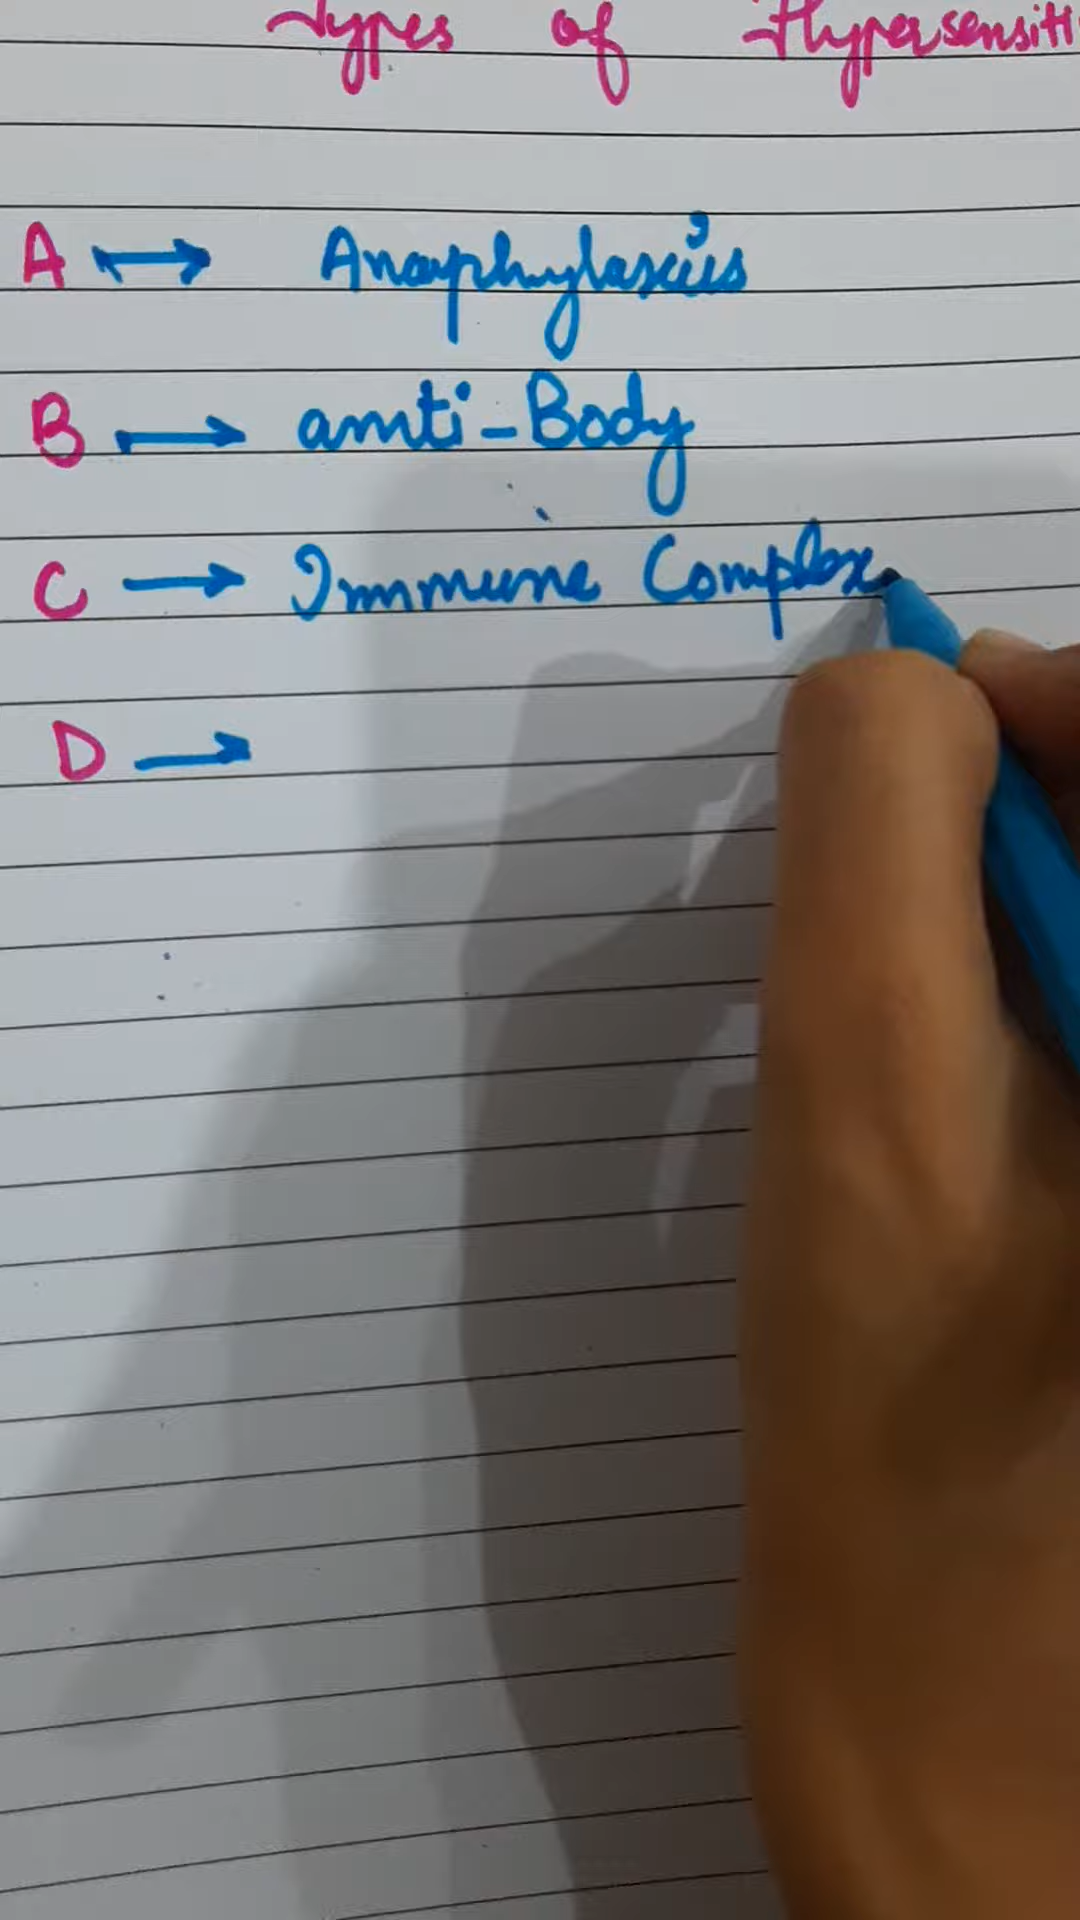 Types of Hypersensiti
A → Anaphylaxis
B → anti-Body
C → Immune Complex
D →